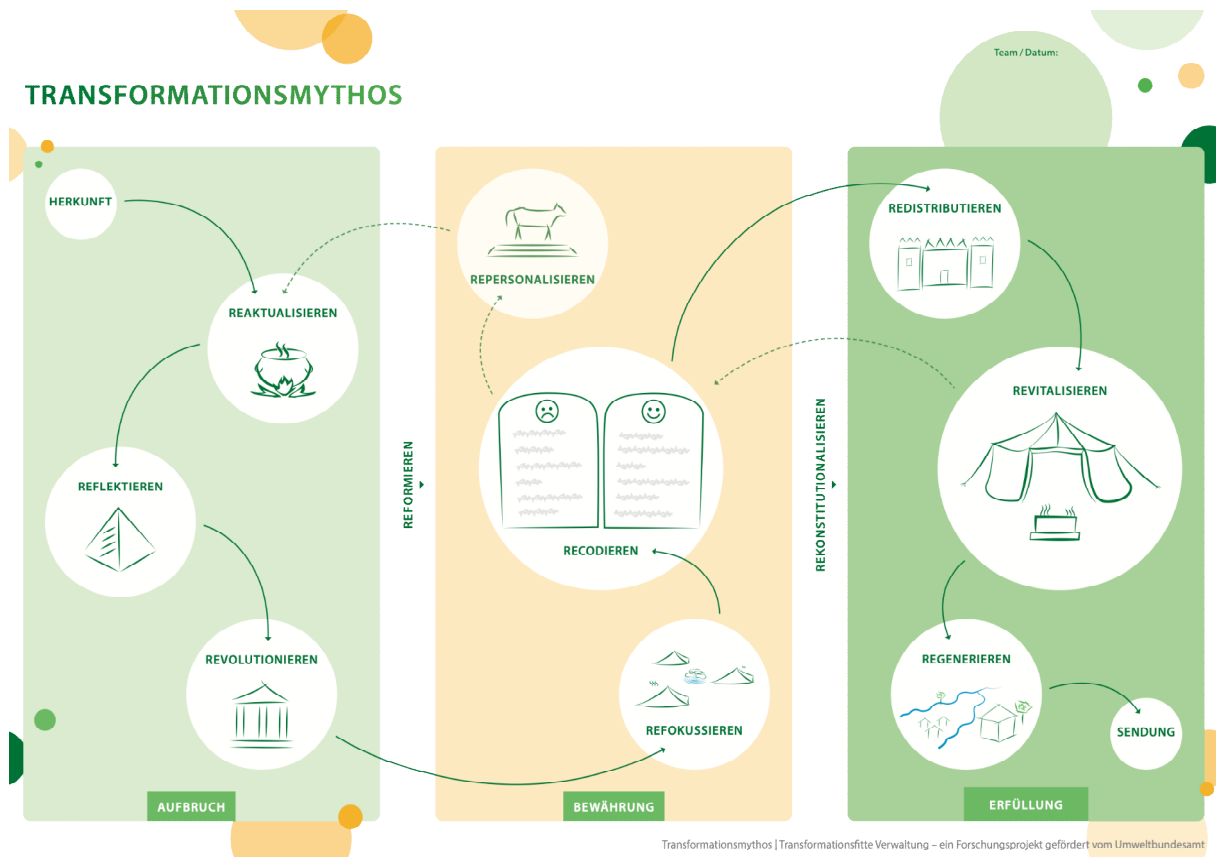 Team / Datum:
TRANSFORMATIONSMYTHOS
HERKUNFT
REAKTUALISIEREN
REFLEKTIEREN
REVOLUTIONIEREN
AUFBRUCH
REFORMIEREN
REPERSONALISIEREN
RECODIEREN
REFOKUSSIEREN
BEWÄHRUNG
REKONSTITUTIONALISIEREN
REDISTRIBUTIEREN
REVITALISIEREN
REGENERIEREN
SENDUNG
ERFÜLLUNG
Transformationsmythos | Transformationsfitte Verwaltung – ein Forschungsprojekt gefördert vom Umweltbundesamt